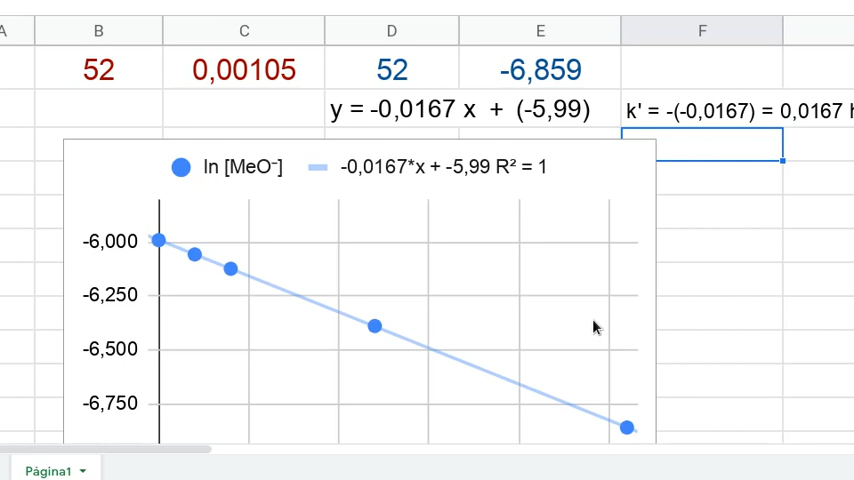 A B C D E F
52 0,00105 52 -6,859
y = -0,0167 x + (-5,99) k' = -(-0,0167) = 0,0167 h
ln [MeO⁻] -0,0167*x + -5,99 R² = 1
-6,000
-6,250
-6,500
-6,750
Página1